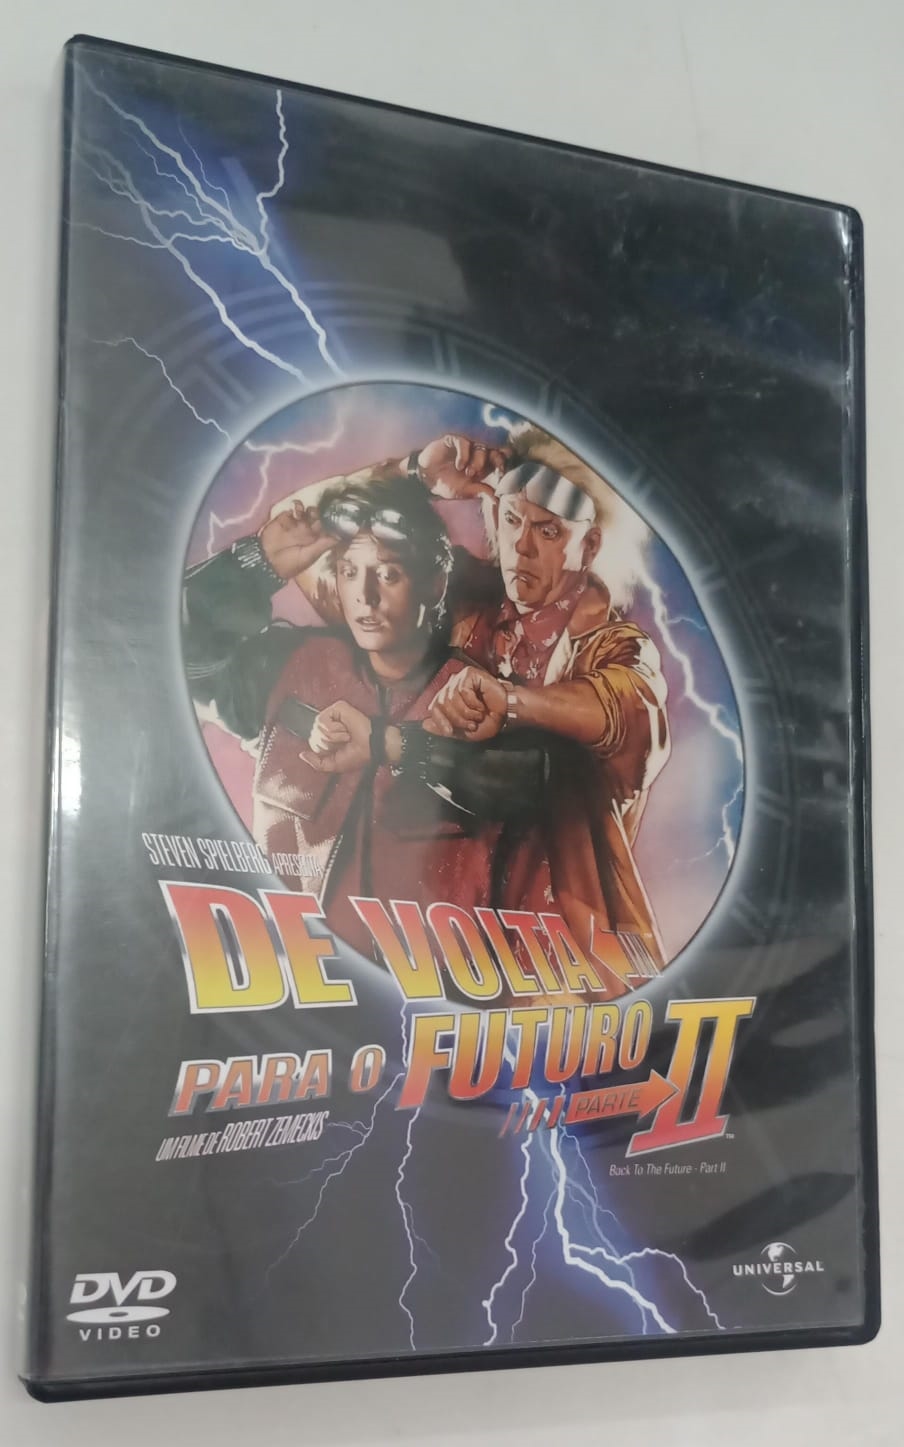 STEVEN SPIELBERG APRESENTA
DE VOLTA
PARA O FUTURO II
PARTE
UM FILME DE ROBERT ZEMECKIS
Back To The Future - Part II
TM
DVD
VIDEO
UNIVERSAL